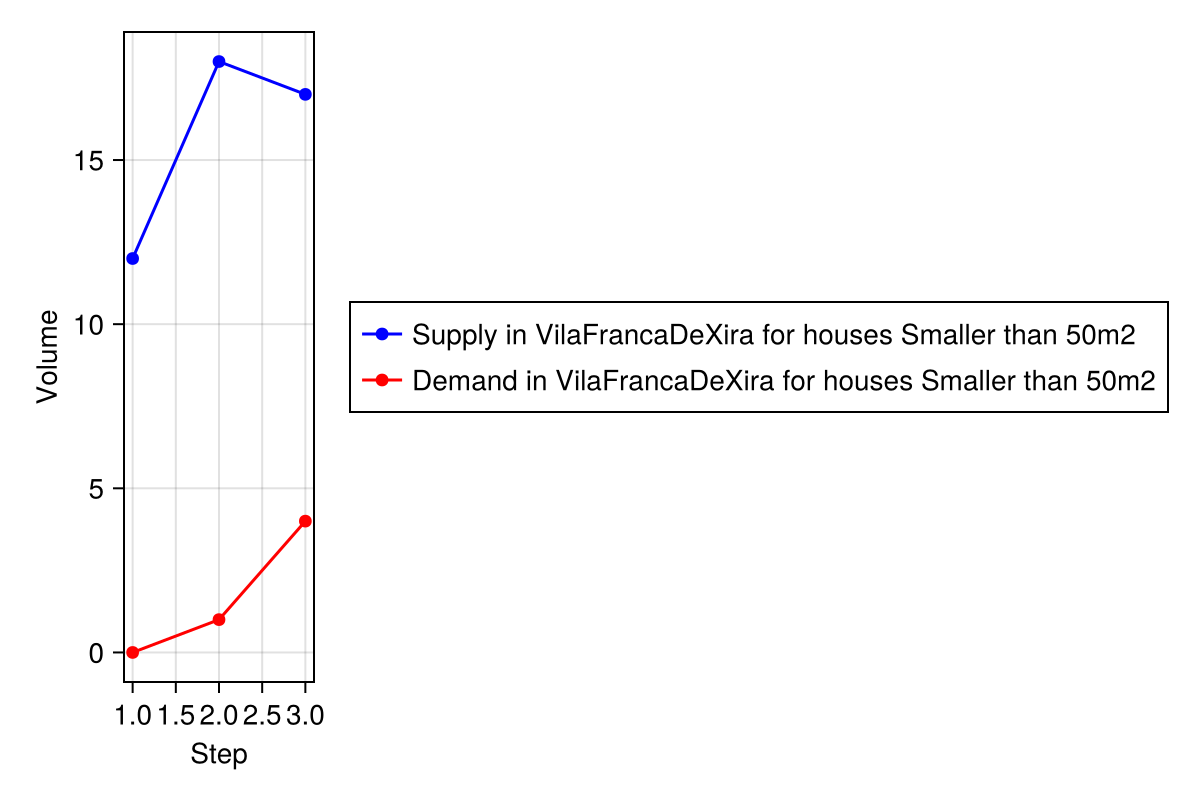 Volume
15
10
5
0
1.0 1.5 2.0 2.5 3.0
Step
Supply in VilaFrancaDeXira for houses Smaller than 50m2
Demand in VilaFrancaDeXira for houses Smaller than 50m2